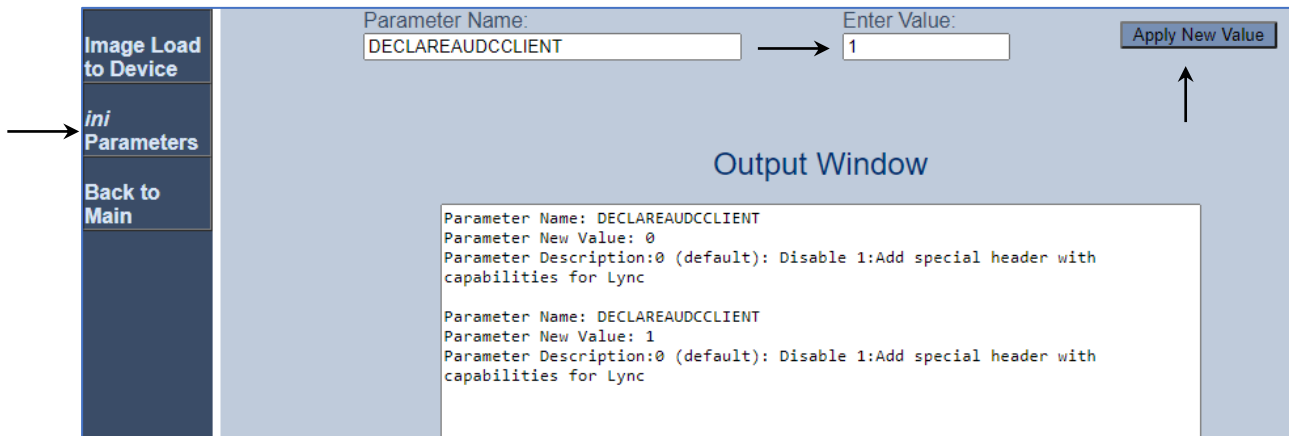 Image Load
to Device
ini
Parameters
Back to
Main
Parameter Name:
DECLAREAUDCCLIENT
Enter Value:
1
Apply New Value
Output Window
Parameter Name: DECLAREAUDCCLIENT
Parameter New Value: 0
Parameter Description:0 (default): Disable 1:Add special header with
capabilities for Lync
Parameter Name: DECLAREAUDCCLIENT
Parameter New Value: 1
Parameter Description:0 (default): Disable 1:Add special header with
capabilities for Lync